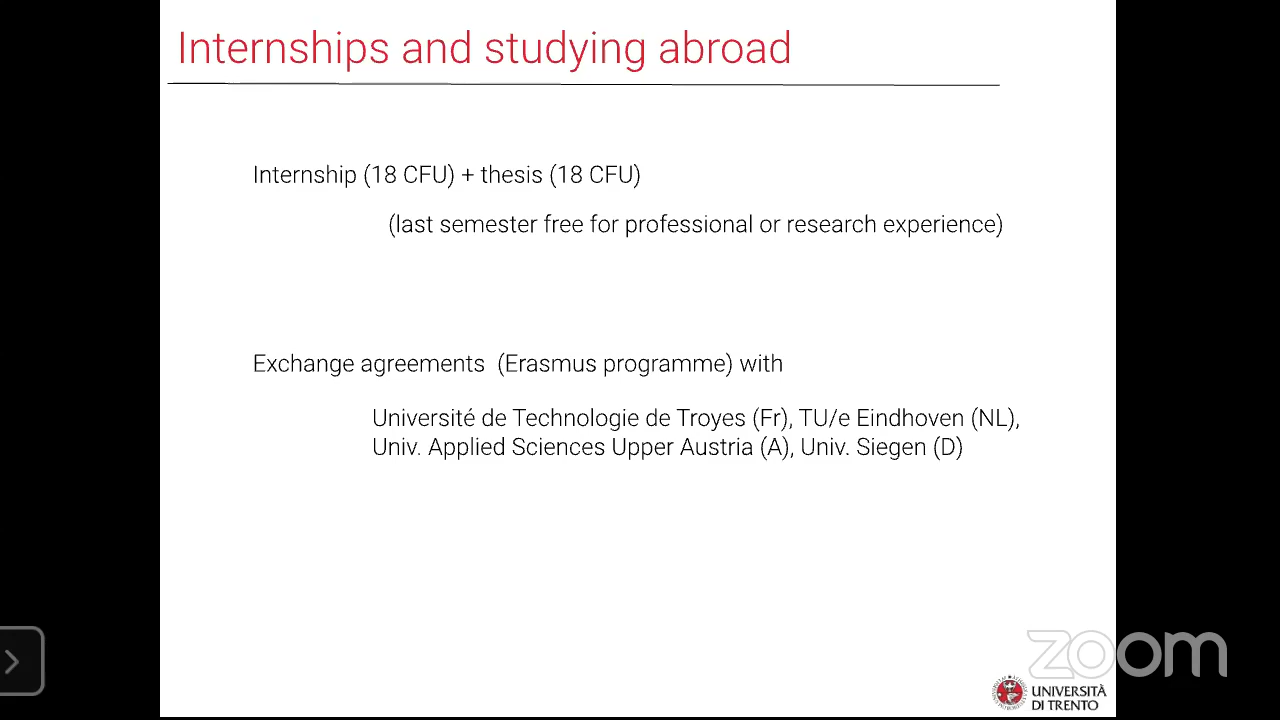 Internships and studying abroad
Internship (18 CFU) + thesis (18 CFU)
(last semester free for professional or research experience)
Exchange agreements (Erasmus programme) with
Université de Technologie de Troyes (Fr), TU/e Eindhoven (NL),
Univ. Applied Sciences Upper Austria (A), Univ. Siegen (D)
zoom
UNIVERSITÀ
DI TRENTO